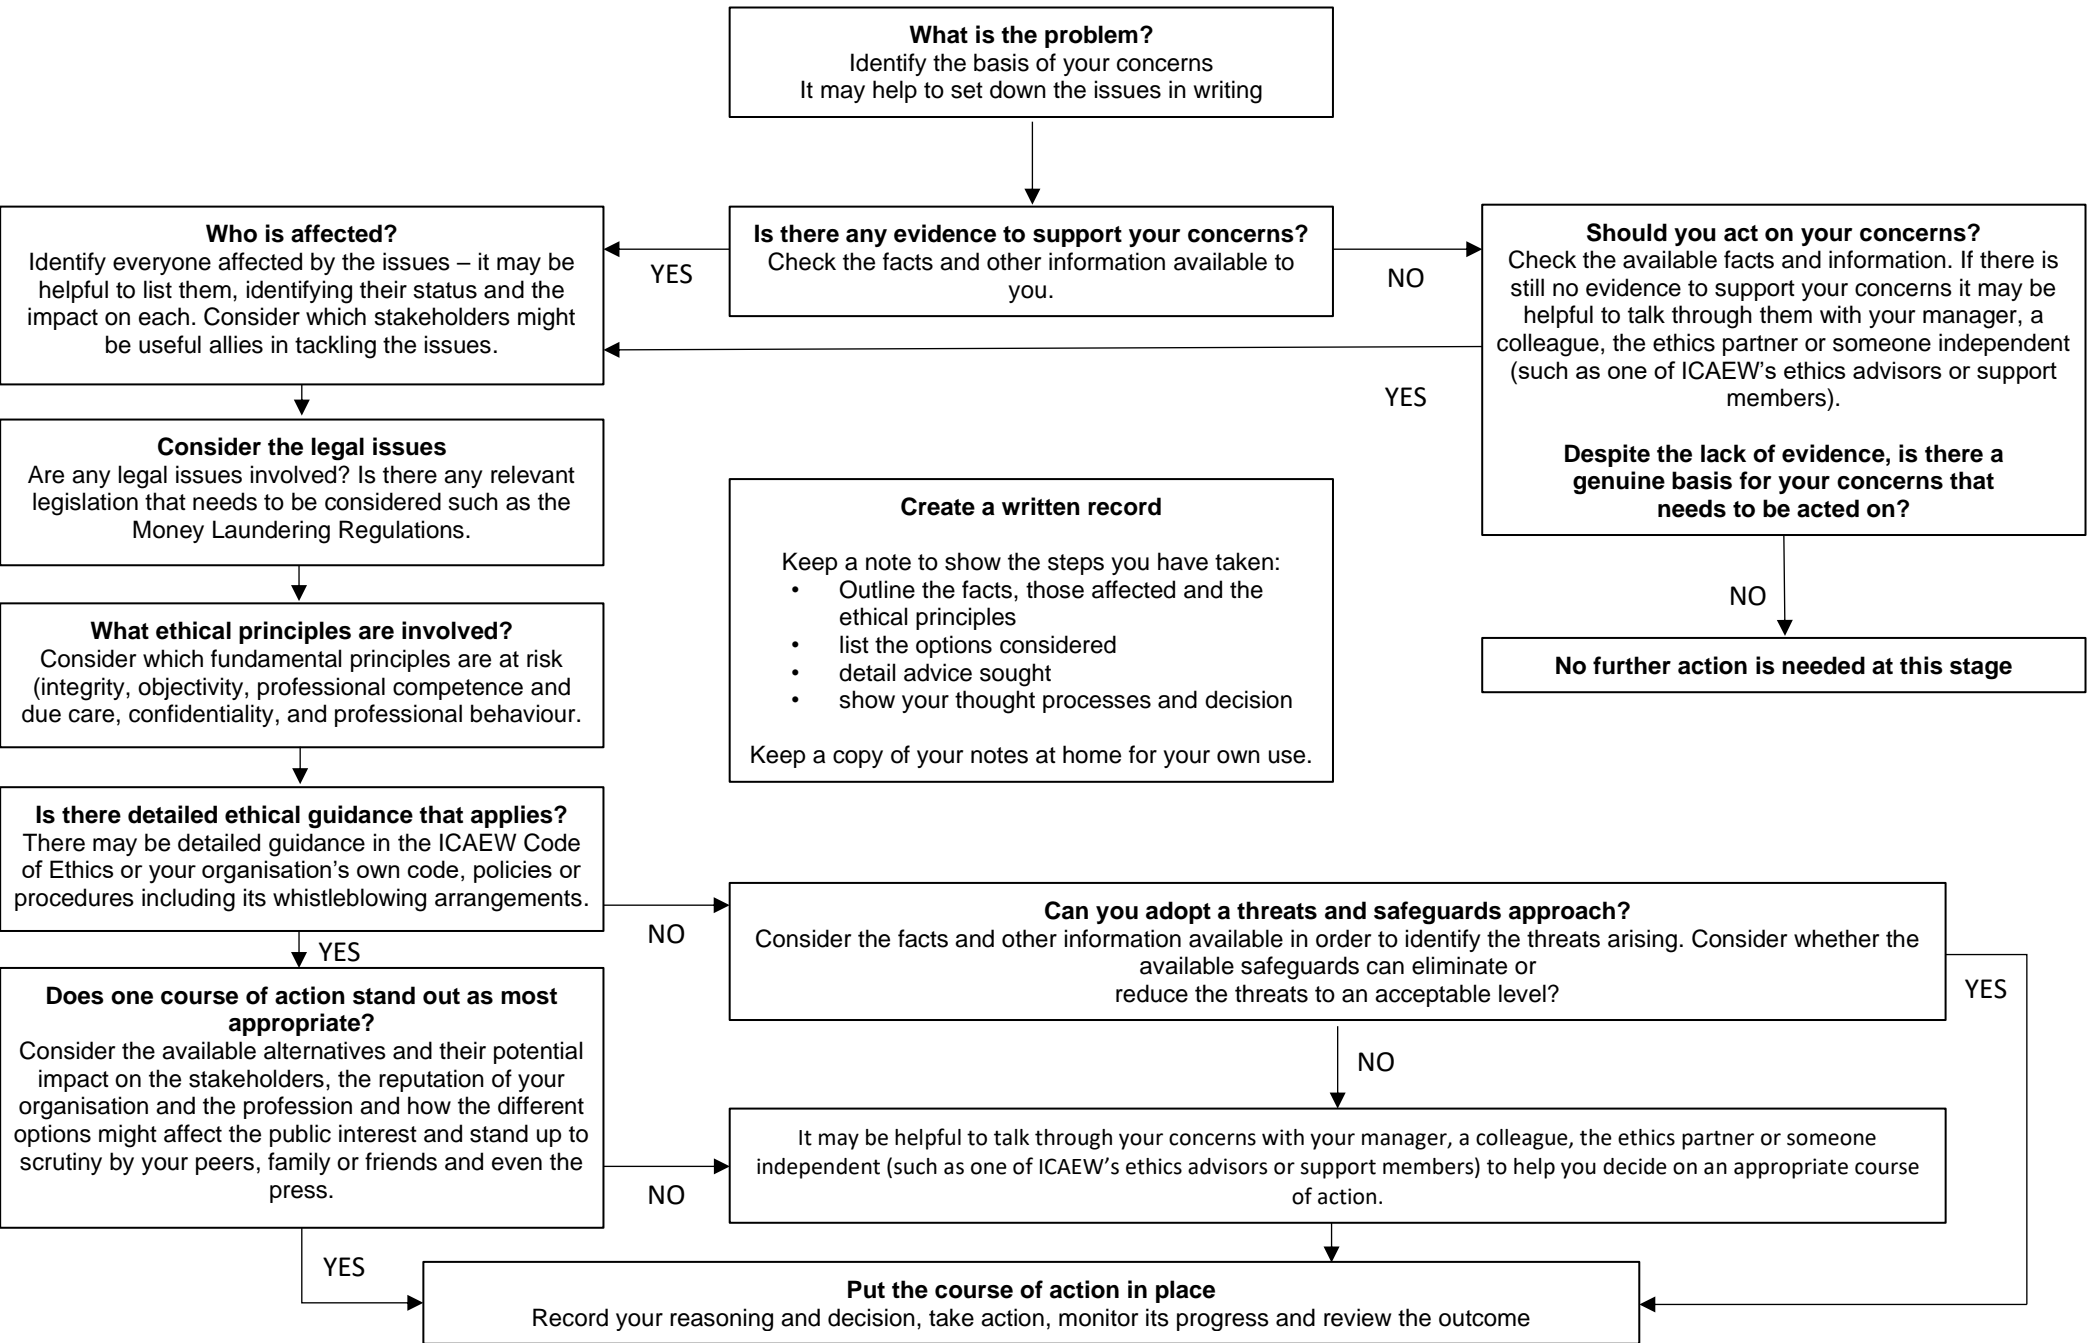 What is the problem?
Identify the basis of your concerns
It may help to set down the issues in writing
Who is affected?
Identify everyone affected by the issues – it may be
helpful to list them, identifying their status and the
impact on each. Consider which stakeholders might
be useful allies in tackling the issues.
YES
Is there any evidence to support your concerns?
Check the facts and other information available to
you.
NO
Should you act on your concerns?
Check the available facts and information. If there is
still no evidence to support your concerns it may be
helpful to talk through them with your manager, a
colleague, the ethics partner or someone independent
(such as one of ICAEW's ethics advisors or support
members).
Despite the lack of evidence, is there a
genuine basis for your concerns that
needs to be acted on?
YES
NO
No further action is needed at this stage
Consider the legal issues
Are any legal issues involved? Is there any relevant
legislation that needs to be considered such as the
Money Laundering Regulations.
Create a written record
Keep a note to show the steps you have taken:
• Outline the facts, those affected and the
ethical principles
• list the options considered
• detail advice sought
• show your thought processes and decision
Keep a copy of your notes at home for your own use.
What ethical principles are involved?
Consider which fundamental principles are at risk
(integrity, objectivity, professional competence and
due care, confidentiality, and professional behaviour.
Is there detailed ethical guidance that applies?
There may be detailed guidance in the ICAEW Code
of Ethics or your organisation's own code, policies or
procedures including its whistleblowing arrangements.
NO
YES
Can you adopt a threats and safeguards approach?
Consider the facts and other information available in order to identify the threats arising. Consider whether the
available safeguards can eliminate or
reduce the threats to an acceptable level?
YES
NO
Does one course of action stand out as most
appropriate?
Consider the available alternatives and their potential
impact on the stakeholders, the reputation of your
organisation and the profession and how the different
options might affect the public interest and stand up to
scrutiny by your peers, family or friends and even the
press.
NO
YES
It may be helpful to talk through your concerns with your manager, a colleague, the ethics partner or someone
independent (such as one of ICAEW's ethics advisors or support members) to help you decide on an appropriate course
of action.
Put the course of action in place
Record your reasoning and decision, take action, monitor its progress and review the outcome